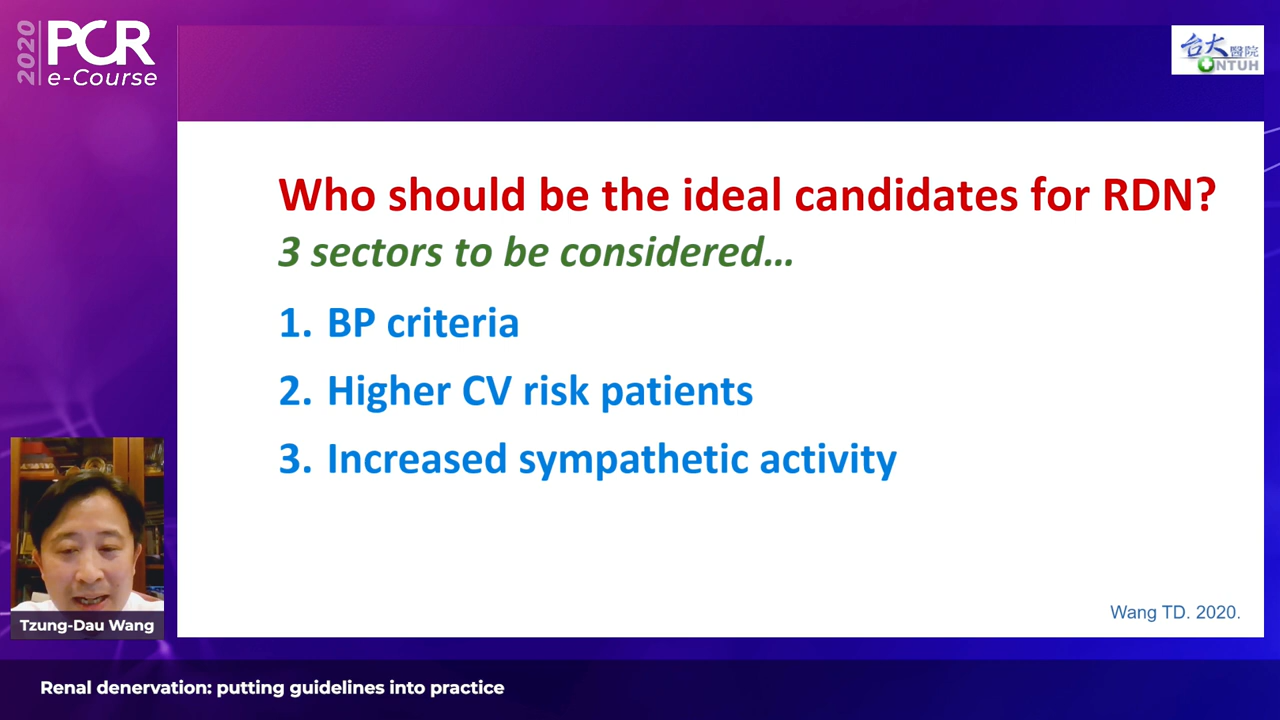 2020
PCR
e-Course
台大醫院
NTUH
Who should be the ideal candidates for RDN?
3 sectors to be considered...
1. BP criteria
2. Higher CV risk patients
3. Increased sympathetic activity
Wang TD. 2020.
Tzung-Dau Wang
Renal denervation: putting guidelines into practice